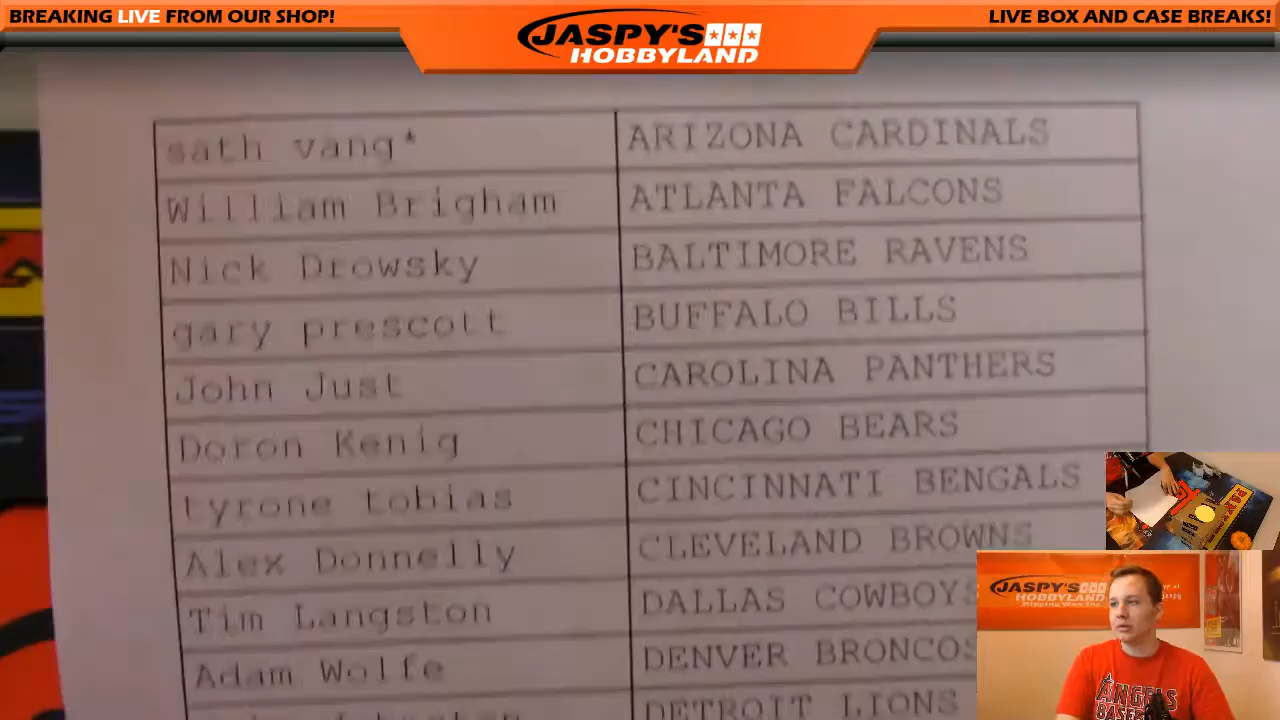 BREAKING LIVE FROM OUR SHOP!
JASPY'S
HOBBYLAND
LIVE BOX AND CASE BREAKS!
sath vang* ARIZONA CARDINALS
William Brigham ATLANTA FALCONS
Nick Drowsky BALTIMORE RAVENS
gary prescott BUFFALO BILLS
John Just CAROLINA PANTHERS
Doron Kenig CHICAGO BEARS
tyrone tobias CINCINNATI BENGALS
Alex Donnelly CLEVELAND BROWNS
Tim Langston DALLAS COWBOYS
Adam Wolfe DENVER BRONCOS
DETROIT LIONS
JASPY'S
HOBBYLAND
ANGELS